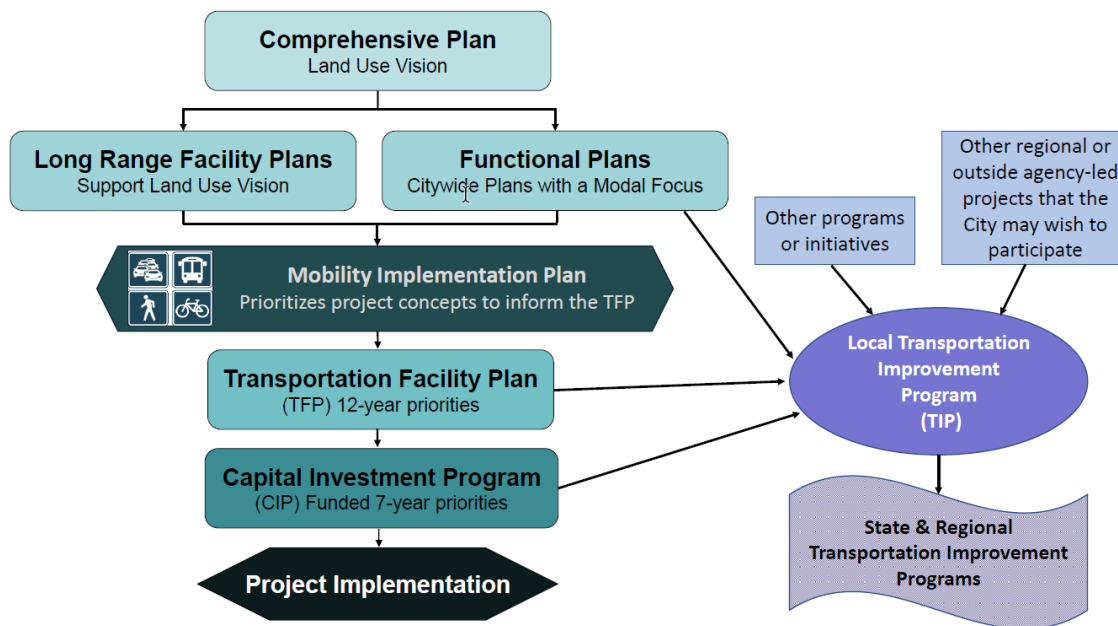 Comprehensive Plan
Land Use Vision
Long Range Facility Plans
Support Land Use Vision
Functional Plans
Citywide Plans with a Modal Focus
Other programs
or initiatives
Other regional or
outside agency-led
projects that the
City may wish to
participate
Mobility Implementation Plan
Prioritizes project concepts to inform the TFP
Transportation Facility Plan
(TFP) 12-year priorities
Capital Investment Program
(CIP) Funded 7-year priorities
Project Implementation
Local Transportation
Improvement
Program
(TIP)
State & Regional
Transportation Improvement
Programs